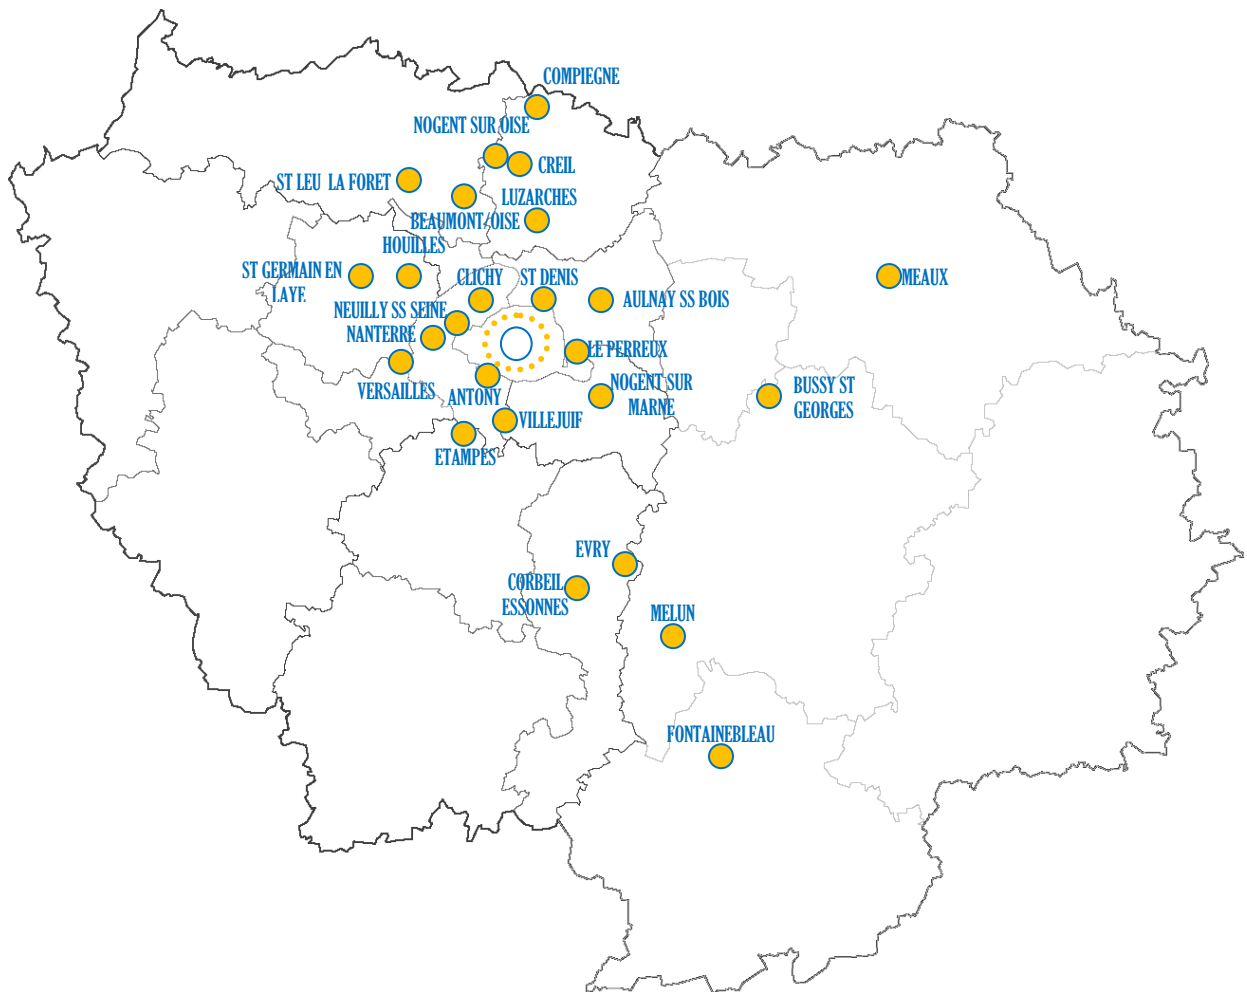 COMPIEGNE
NOGENT SUR OISE
CREIL
ST LEU LA FORET
LUZARCHES
BEAUMONT/OISE
HOUILLES
ST GERMAIN EN
LAYE
CLICHY
ST DENIS
MEAUX
NEUILLY SS SEINE
AULNAY SS BOIS
NANTERRE
LE PERREUX
VERSAILLES
ANTONY
NOGENT SUR
MARNE
BUSSY ST
GEORGES
VILLEJUIF
ETAMPES
EVRY
CORBEIL
ESSONNES
MELUN
FONTAINEBLEAU